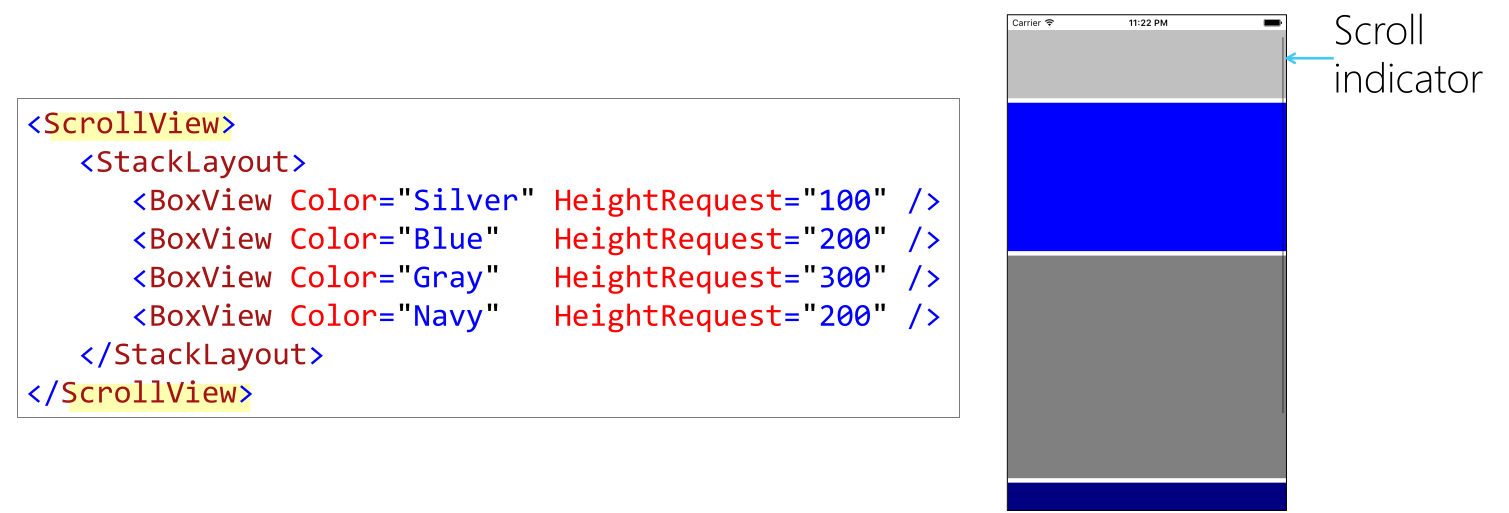 <ScrollView>
   <StackLayout>
      <BoxView Color="Silver" HeightRequest="100" />
      <BoxView Color="Blue"   HeightRequest="200" />
      <BoxView Color="Gray"   HeightRequest="300" />
      <BoxView Color="Navy"   HeightRequest="200" />
   </StackLayout>
</ScrollView>
Carrier 11:22 PM
Scroll
indicator